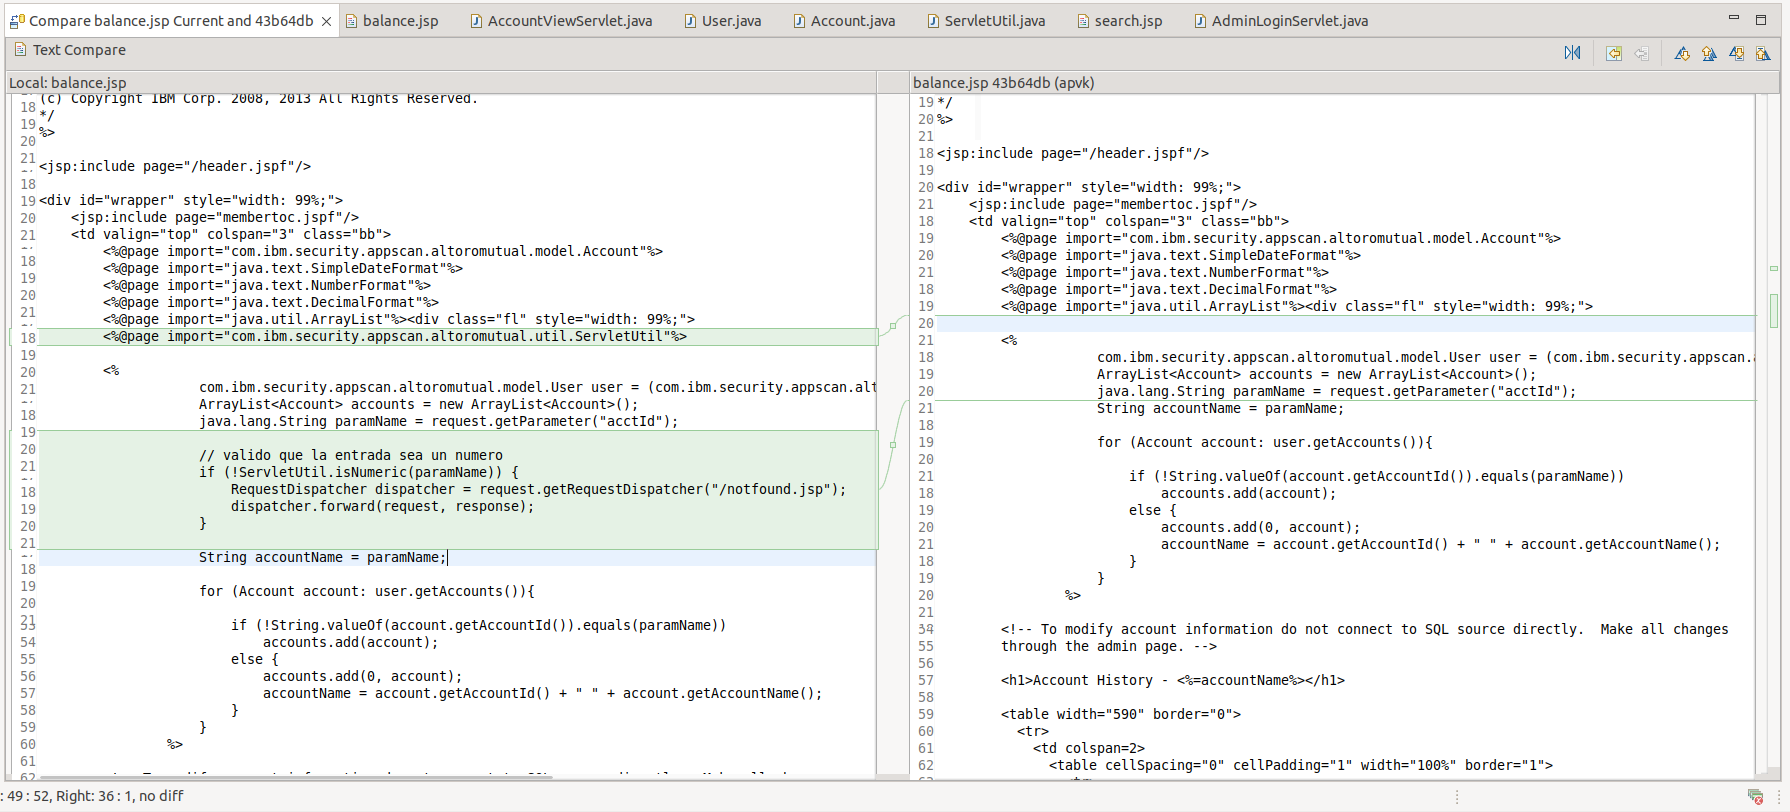 Compare balance.jsp Current and 43b64db
balance.jsp
AccountViewServlet.java
User.java
Account.java
ServletUtil.java
search.jsp
AdminLoginServlet.java
Text Compare
Local: balance.jsp
18 (c) Copyright IBM Corp. 2008, 2013 All Rights Reserved.
19 */
20 %>
21
<jsp:include page="/header.jspf"/>
18
19 <div id="wrapper" style="width: 99%;">
20 <jsp:include page="membertoc.jspf"/>
21 <td valign="top" colspan="3" class="bb">
<%@page import="com.ibm.security.appscan.altoromutual.model.Account"%>
18 <%@page import="java.text.SimpleDateFormat"%>
19 <%@page import="java.text.NumberFormat"%>
20 <%@page import="java.text.DecimalFormat"%>
21 <%@page import="java.util.ArrayList"%><div class="fl" style="width: 99%;">
18 <%@page import="com.ibm.security.appscan.altoromutual.util.ServletUtil"%>
19
20 <%
21 com.ibm.security.appscan.altoromutual.model.User user = (com.ibm.security.appscan.alt
ArrayList<Account> accounts = new ArrayList<Account>();
18 java.lang.String paramName = request.getParameter("acctId");
19
20 // valido que la entrada sea un numero
21 if (!ServletUtil.isNumeric(paramName)) {
18 RequestDispatcher dispatcher = request.getRequestDispatcher("/notfound.jsp");
19 dispatcher.forward(request, response);
20 }
21
String accountName = paramName;
18
19 for (Account account: user.getAccounts()){
20
21
if (!String.valueOf(account.getAccountId()).equals(paramName))
54 accounts.add(account);
55 else {
56 accounts.add(0, account);
57 accountName = account.getAccountId() + " " + account.getAccountName();
58 }
59 }
60 %>
61
62
balance.jsp 43b64db (apvk)
19 */
20 %>
21
18 <jsp:include page="/header.jspf"/>
19
20 <div id="wrapper" style="width: 99%;">
21 <jsp:include page="membertoc.jspf"/>
18 <td valign="top" colspan="3" class="bb">
19 <%@page import="com.ibm.security.appscan.altoromutual.model.Account"%>
20 <%@page import="java.text.SimpleDateFormat"%>
21 <%@page import="java.text.NumberFormat"%>
18 <%@page import="java.text.DecimalFormat"%>
19 <%@page import="java.util.ArrayList"%><div class="fl" style="width: 99%;">
20
21 <%
18 com.ibm.security.appscan.altoromutual.model.User user = (com.ibm.security.appscan.
19 ArrayList<Account> accounts = new ArrayList<Account>();
20 java.lang.String paramName = request.getParameter("acctId");
21 String accountName = paramName;
18
19 for (Account account: user.getAccounts()){
20
21 if (!String.valueOf(account.getAccountId()).equals(paramName))
18 accounts.add(account);
19 else {
20 accounts.add(0, account);
21 accountName = account.getAccountId() + " " + account.getAccountName();
18 }
19 }
20 %>
21
54 <!-- To modify account information do not connect to SQL source directly.  Make all changes
55 through the admin page. -->
56
57 <h1>Account History - <%=accountName%></h1>
58
59 <table width="590" border="0">
60 <tr>
61 <td colspan=2>
62 <table cellSpacing="0" cellPadding="1" width="100%" border="1">
: 49 : 52, Right: 36 : 1, no diff